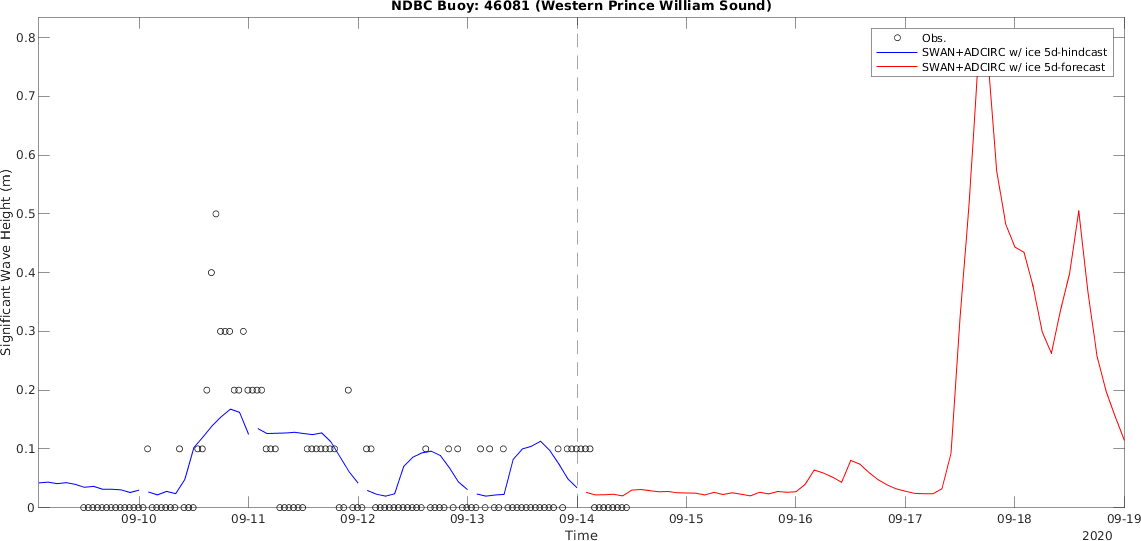 NDBC Buoy: 46081 (Western Prince William Sound)
Obs.
SWAN+ADCIRC w/ ice 5d-hindcast
SWAN+ADCIRC w/ ice 5d-forecast
Significant Wave Height (m)
0.8
0.7
0.6
0.5
0.4
0.3
0.2
0.1
0
09-10 09-11 09-12 09-13 09-14 09-15 09-16 09-17 09-18 09-19
Time
2020